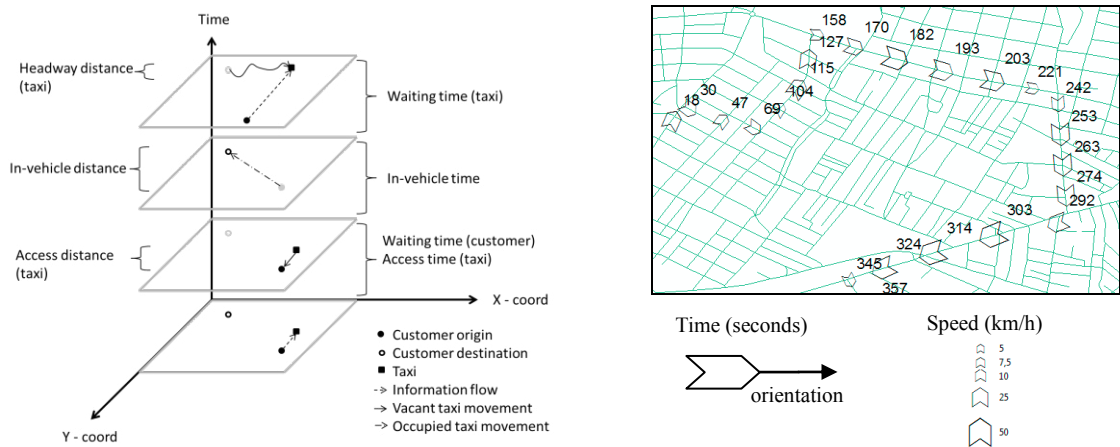 Time
Headway distance
(taxi)
Waiting time (taxi)
In-vehicle distance
In-vehicle time
Access distance
(taxi)
Waiting time (customer)
Access time (taxi)
X - coord
Y - coord
Customer origin
Customer destination
Taxi
Information flow
Vacant taxi movement
Occupied taxi movement
158
170
127
182
115
193
203
221
242
104
30
18
47
69
253
263
274
292
303
314
324
345
357
Time (seconds)
Speed (km/h)
orientation
5
7,5
10
25
50